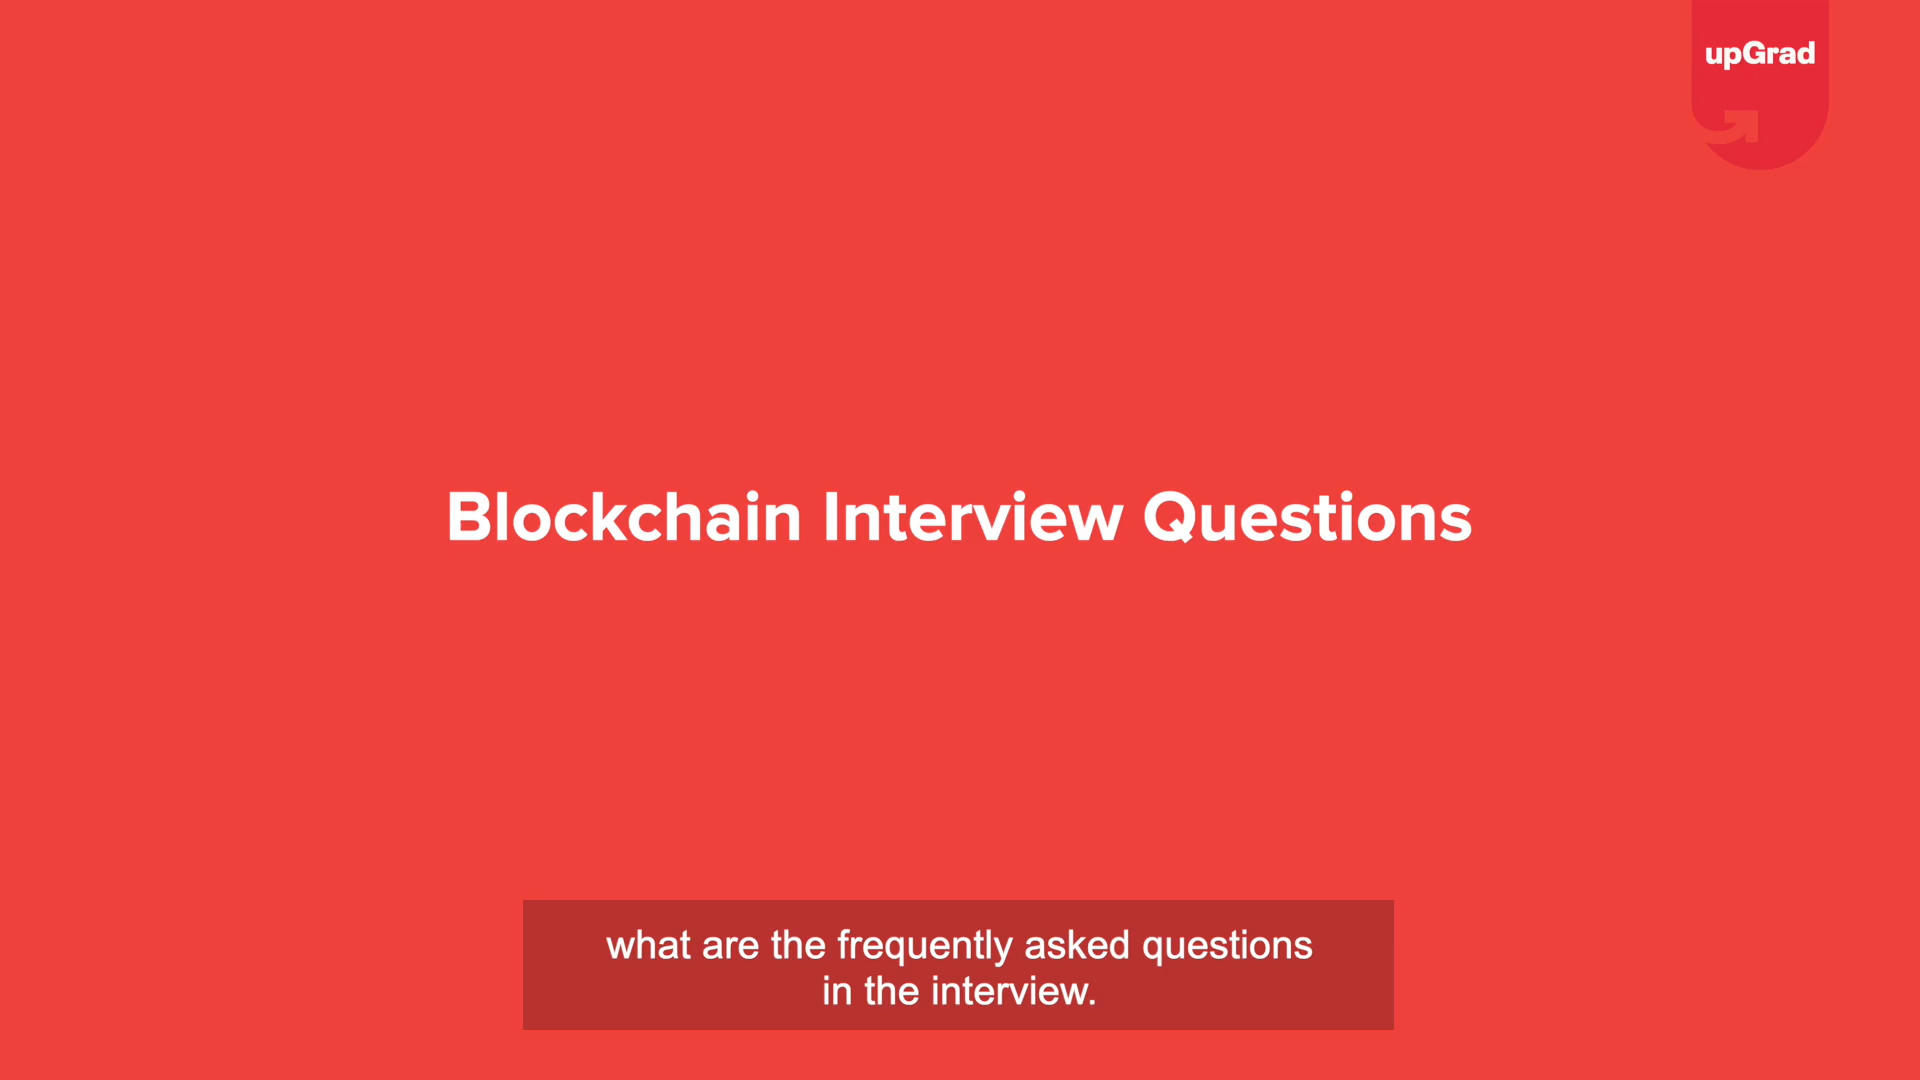 upGrad
Blockchain Interview Questions
what are the frequently asked questions
in the interview.